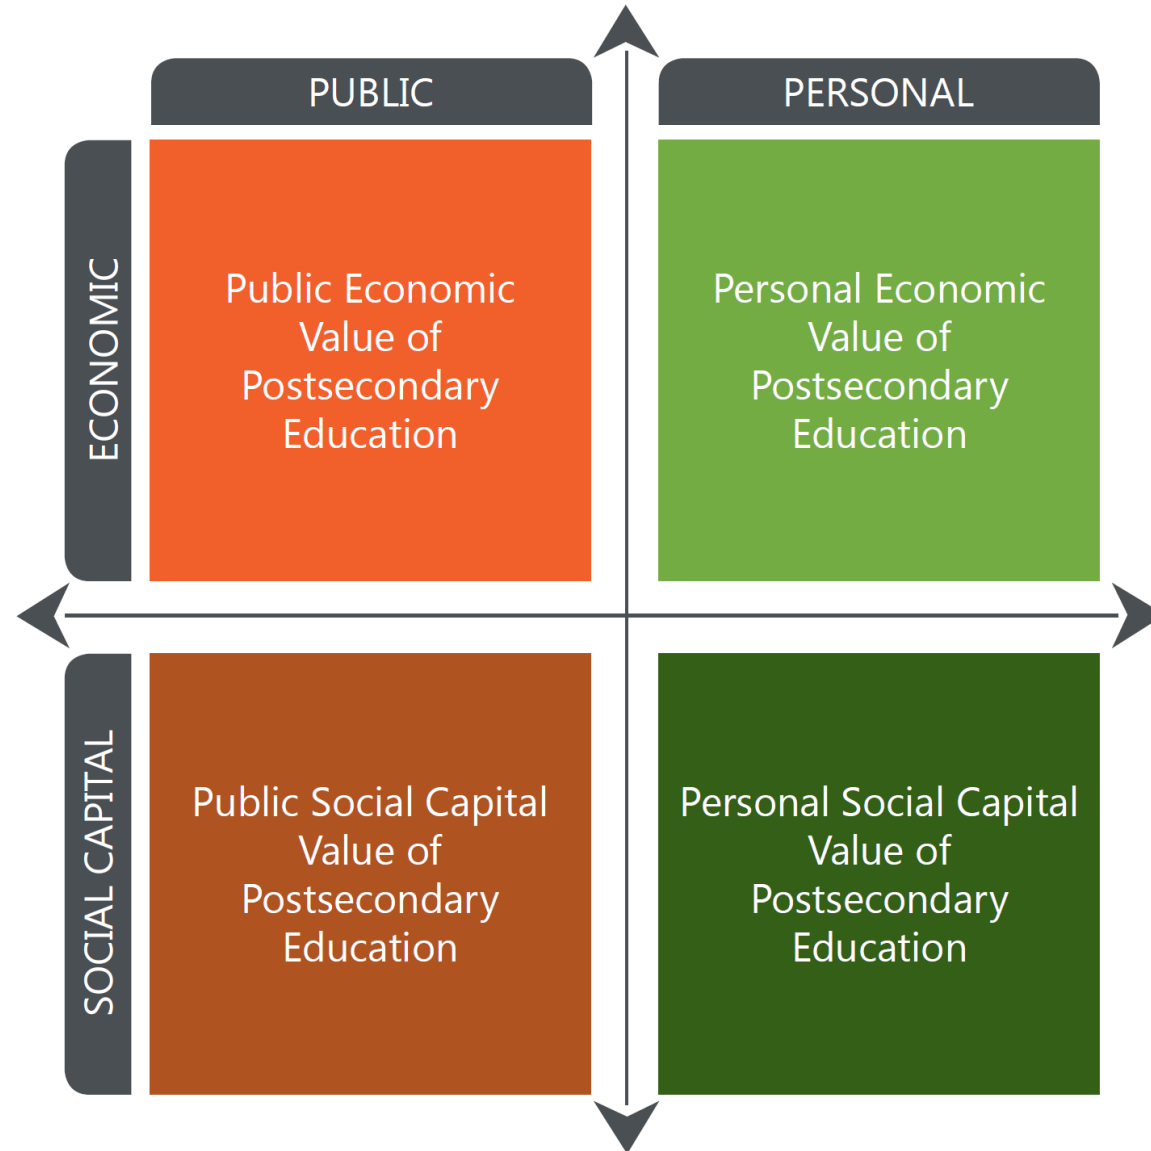 PUBLIC
PERSONAL
ECONOMIC
Public Economic
Value of
Postsecondary
Education
Personal Economic
Value of
Postsecondary
Education
SOCIAL CAPITAL
Public Social Capital
Value of
Postsecondary
Education
Personal Social Capital
Value of
Postsecondary
Education